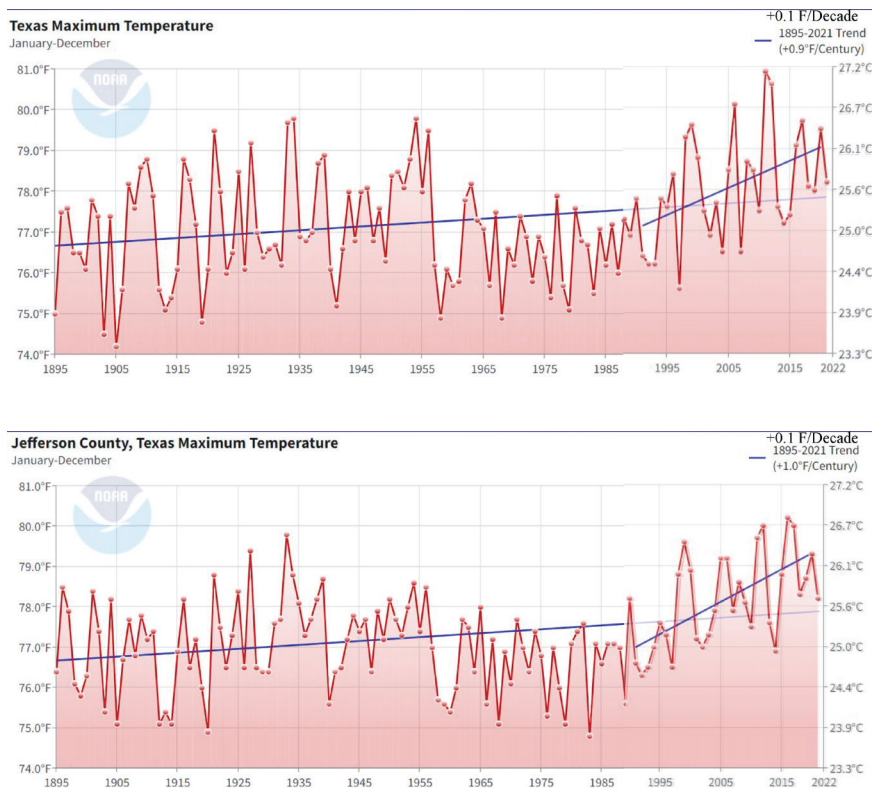 Texas Maximum Temperature
January-December
+0.1 F/Decade
1895-2021 Trend
(+0.9°F/Century)
NOAA
81.0°F 27.2°C
80.0°F 26.7°C
79.0°F 26.1°C
78.0°F 25.6°C
77.0°F 25.0°C
76.0°F 24.4°C
75.0°F 23.9°C
74.0°F 23.3°C
1895 1905 1915 1925 1935 1945 1955 1965 1975 1985 1995 2005 2015 2022
Jefferson County, Texas Maximum Temperature
January-December
+0.1 F/Decade
1895-2021 Trend
(+1.0°F/Century)
NOAA
81.0°F 27.2°C
80.0°F 26.7°C
79.0°F 26.1°C
78.0°F 25.6°C
77.0°F 25.0°C
76.0°F 24.4°C
75.0°F 23.9°C
74.0°F 23.3°C
1895 1905 1915 1925 1935 1945 1955 1965 1975 1985 1995 2005 2015 2022